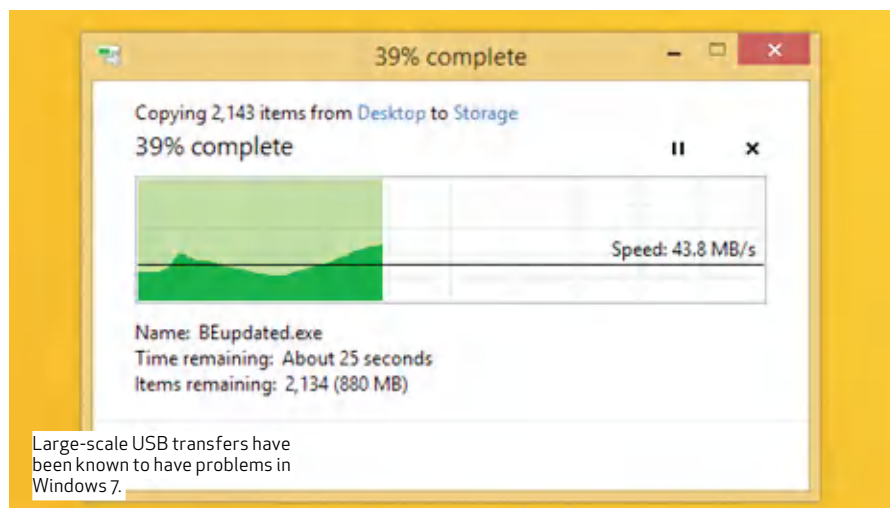 39% complete
Copying 2,143 items from Desktop to Storage
39% complete
Speed: 43.8 MB/s
Name: BEupdated.exe
Time remaining: About 25 seconds
Items remaining: 2,134 (880 MB)
Large-scale USB transfers have
been known to have problems in
Windows 7.